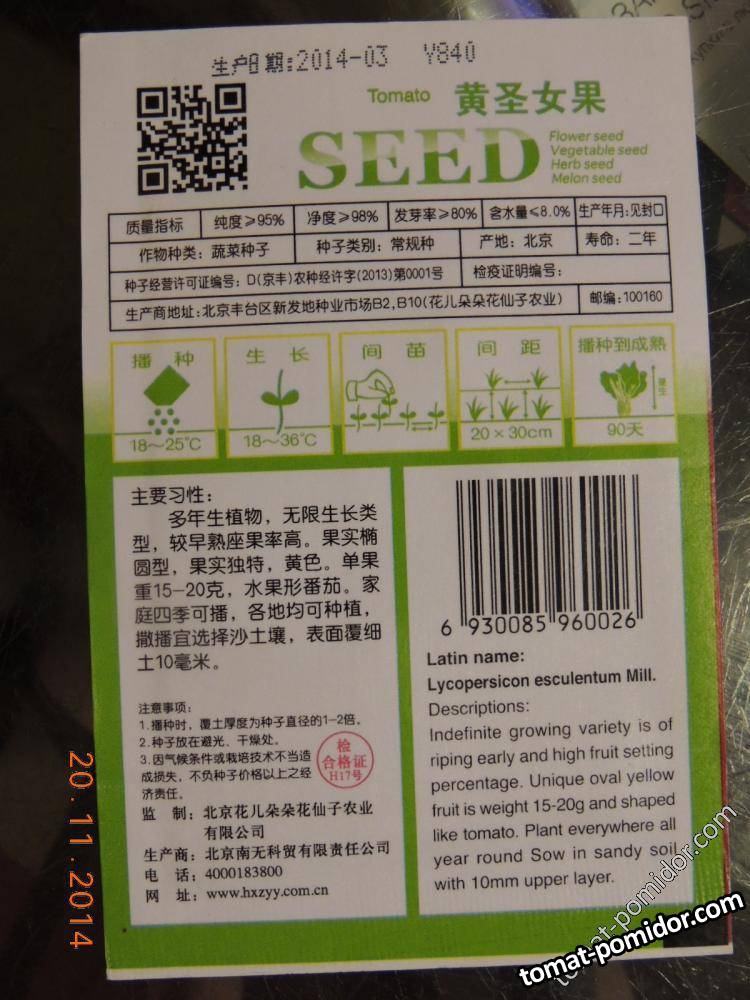 生产日期:2014-03 Y840
Tomato 黄圣女果
SEED
Flower seed
Vegetable seed
Herb seed
Melon seed
质量指标 纯度≥95% 净度≥98% 发芽率≥80% 含水量≤8.0% 生产年月:见封口
作物种类: 蔬菜种子 种子类别: 常规种 产地: 北京 寿命: 二年
种子经营许可证编号: D(京丰)农种经许字(2013)第0001号 检疫证明编号:
生产商地址:北京丰台区新发地种业市场B2,B10(花儿朵朵花仙子农业) 邮编:100160
播种 生长 间苗 间距 播种到成熟
18~25℃ 18~36℃ 20×30cm 90天
主要习性:
多年生植物，无限生长类
型，较早熟座果率高。果实椭
圆型，果实独特，黄色。单果
重15-20克，水果形番茄。家
庭四季可播，各地均可种植，
撒播宜选择沙土壤，表面覆细
土10毫米。
注意事项:
1.播种时，覆土厚度为种子直径的1-2倍。
2.种子放在避光、干燥处。
3.因气候条件或栽培技术不当造
成损失，不负种子价格以上之经
济责任。
检
合格证
H17号
监 制: 北京花儿朵朵花仙子农业
有限公司
生产商: 北京南无科贸有限责任公司
电 话: 4000183800
网 址: www.hxzyy.com.cn
6 930085 960026
Latin name:
Lycopersicon esculentum Mill.
Descriptions:
Indefinite growing variety is of
riping early and high fruit setting
percentage. Unique oval yellow
fruit is weight 15-20g and shaped
like tomato. Plant everywhere all
year round Sow in sandy soil
with 10mm upper layer.
20.11.2014
tomat-pomidor.com
tomat-pomidor.com